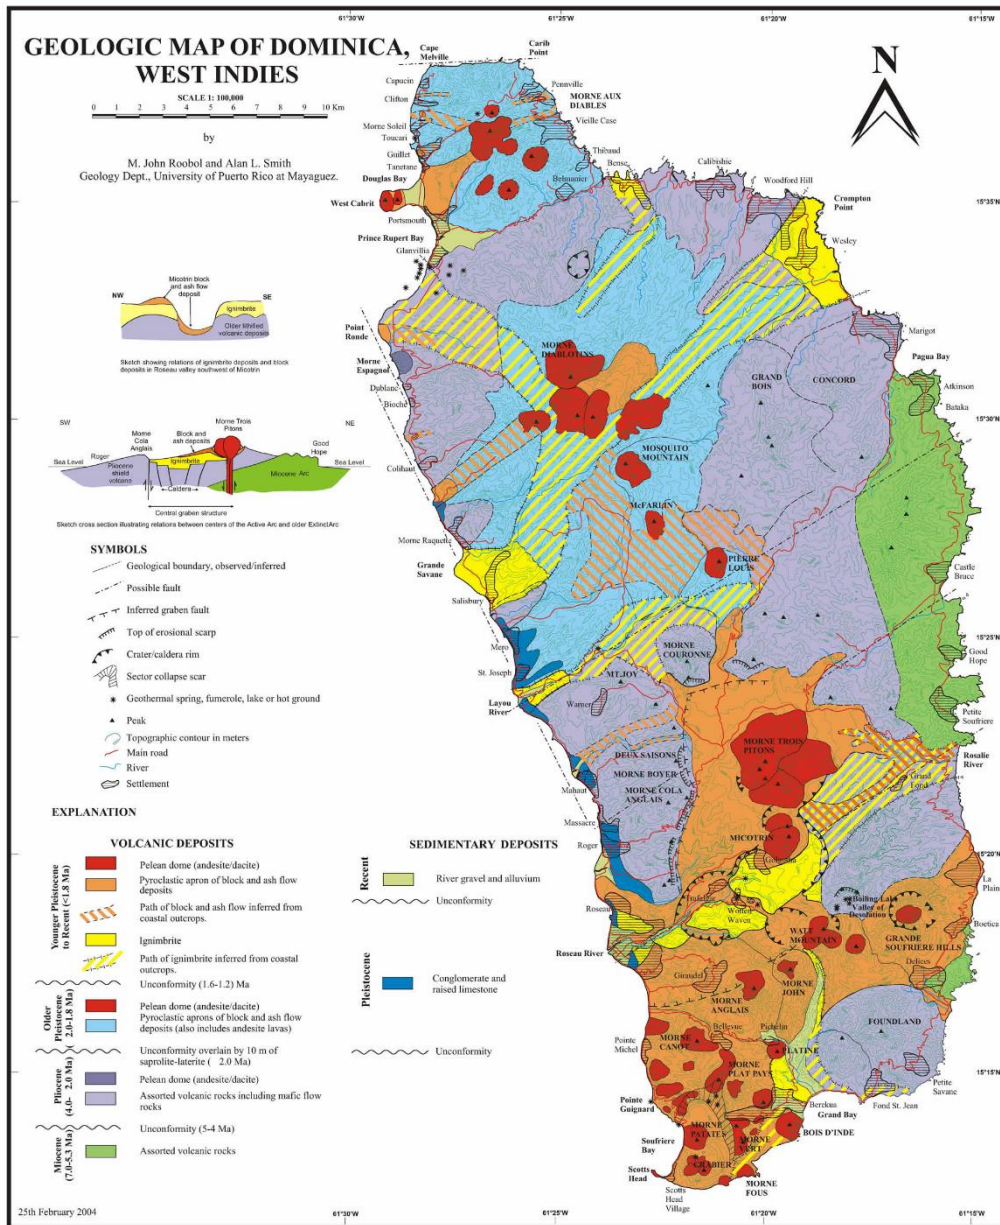 GEOLOGIC MAP OF DOMINICA,
WEST INDIES
SCALE 1: 100,000
0 1 2 3 4 5 6 7 8 9 10 Km
by
M. John Roobol and Alan L. Smith
Geology Dept., University of Puerto Rico at Mayaguez.
61°30'W
61°25'W
61°20'W
61°15'W
N
15°35'N
15°30'N
15°25'N
15°20'N
15°15'N
Cape
Melville
Carib
Point
Capucin
Clifton
Pennville
MORNE AUX
DIABLES
Vieille Case
Morne Soleil
Toucari
Guillet
Tanetane
Thibaud
Bense
Calibishie
Woodford Hill
Douglas Bay
Belmanier
Crompton
Point
West Cabrit
Portsmouth
Wesley
Prince Rupert Bay
Glanvillia
Micotrin block
and ash flow
deposit
NW
SE
Ignimbrite
Older lithified
volcanic deposits
Sketch showing relations of ignimbrite deposits and block
deposits in Roseau valley southwest of Micotrin
Point
Ronde
Marigot
MORNE
DIABLOTINS
Morne
Espagnol
Pagua Bay
GRAND
BOIS
CONCORD
Dublanc
Bioche
Atkinson
Bataka
SW
NE
Morne
Cola
Anglais
Block and
ash deposits
Morne Trois
Pitons
Good
Hope
Roger
Sea Level
Sea Level
Pliocene
shield
volcano
Ignimbrite
Miocene Arc
Caldera
Central graben structure
Sketch cross section illustrating relations between centers of the Active Arc and older ExtinctArc
MOSQUITO
MOUNTAIN
Colihaut
McFARLIN
Morne Raquette
Grande
Savane
PIERRE
LOUIS
Castle
Bruce
Salisbury
Mero
MORNE
COURONNE
Good
Hope
St. Joseph
MT.JOY
Layou
River
Warner
Petite
Soufriere
MORNE TROIS
PITONS
Rosalie
River
DEUX SAISONS
MORNE BOYER
MORNE COLA
ANGLAIS
Grand
Fond
Mahaut
Massacre
MICOTRIN
Roger
La
Plain
Trafalgar
Wotten
Waven
Boiling Lake
Valley of
Desolation
Roseau
WATT
MOUNTAIN
GRANDE
SOUFRIERE HILLS
Boetica
Roseau River
Delices
Giraudel
MORNE
JOHN
MORNE
ANGLAIS
FOUNDLAND
Bellevue
Pichelin
Pointe
Michel
MORNE
CANOT
PLATINE
MORNE
PLAT PAYS
Petite
Savane
Pointe
Guignard
Berekua
Grand Bay
Fond St. Jean
MORNE
PATATES
BOIS D'INDE
Soufriere
Bay
MORNE
VERT
CRABIER
Scotts
Head
MORNE
FOUS
Scotts
Head
Village
SYMBOLS
Geological boundary, observed/inferred
Possible fault
Inferred graben fault
Top of erosional scarp
Crater/caldera rim
Sector collapse scar
Geothermal spring, fumerole, lake or hot ground
Peak
Topographic contour in meters
Main road
River
Settlement
EXPLANATION
VOLCANIC DEPOSITS
Younger Pleistocene
to Recent (<1.8 Ma)
Pelean dome (andesite/dacite)
Pyroclastic apron of block and ash flow
deposits
Path of block and ash flow inferred from
coastal outcrops.
Ignimbrite
Path of ignimbrite inferred from
coastal outcrops.
Unconformity (1.6-1.2) Ma
Older
Pleistocene
( 2.0-1.8 Ma)
Pelean dome (andesite/dacite)
Pyroclastic aprons of block and ash flow
deposits (also includes andesite lavas)
Unconformity overlain by 10 m of
saprolite-laterite ( 2.0 Ma)
Pliocene
(4.0- 2.0 Ma)
Pelean dome (andesite/dacite)
Assorted volcanic rocks including mafic flow
rocks
Unconformity (5-4 Ma)
Miocene
(7.0-5.3 Ma)
Assorted volcanic rocks
SEDIMENTARY DEPOSITS
Recent
River gravel and alluvium
Unconformity
Pleistocene
Conglomerate and
raised limestone
Unconformity
25th February 2004
61°30'W
61°25'W
61°20'W
61°15'W